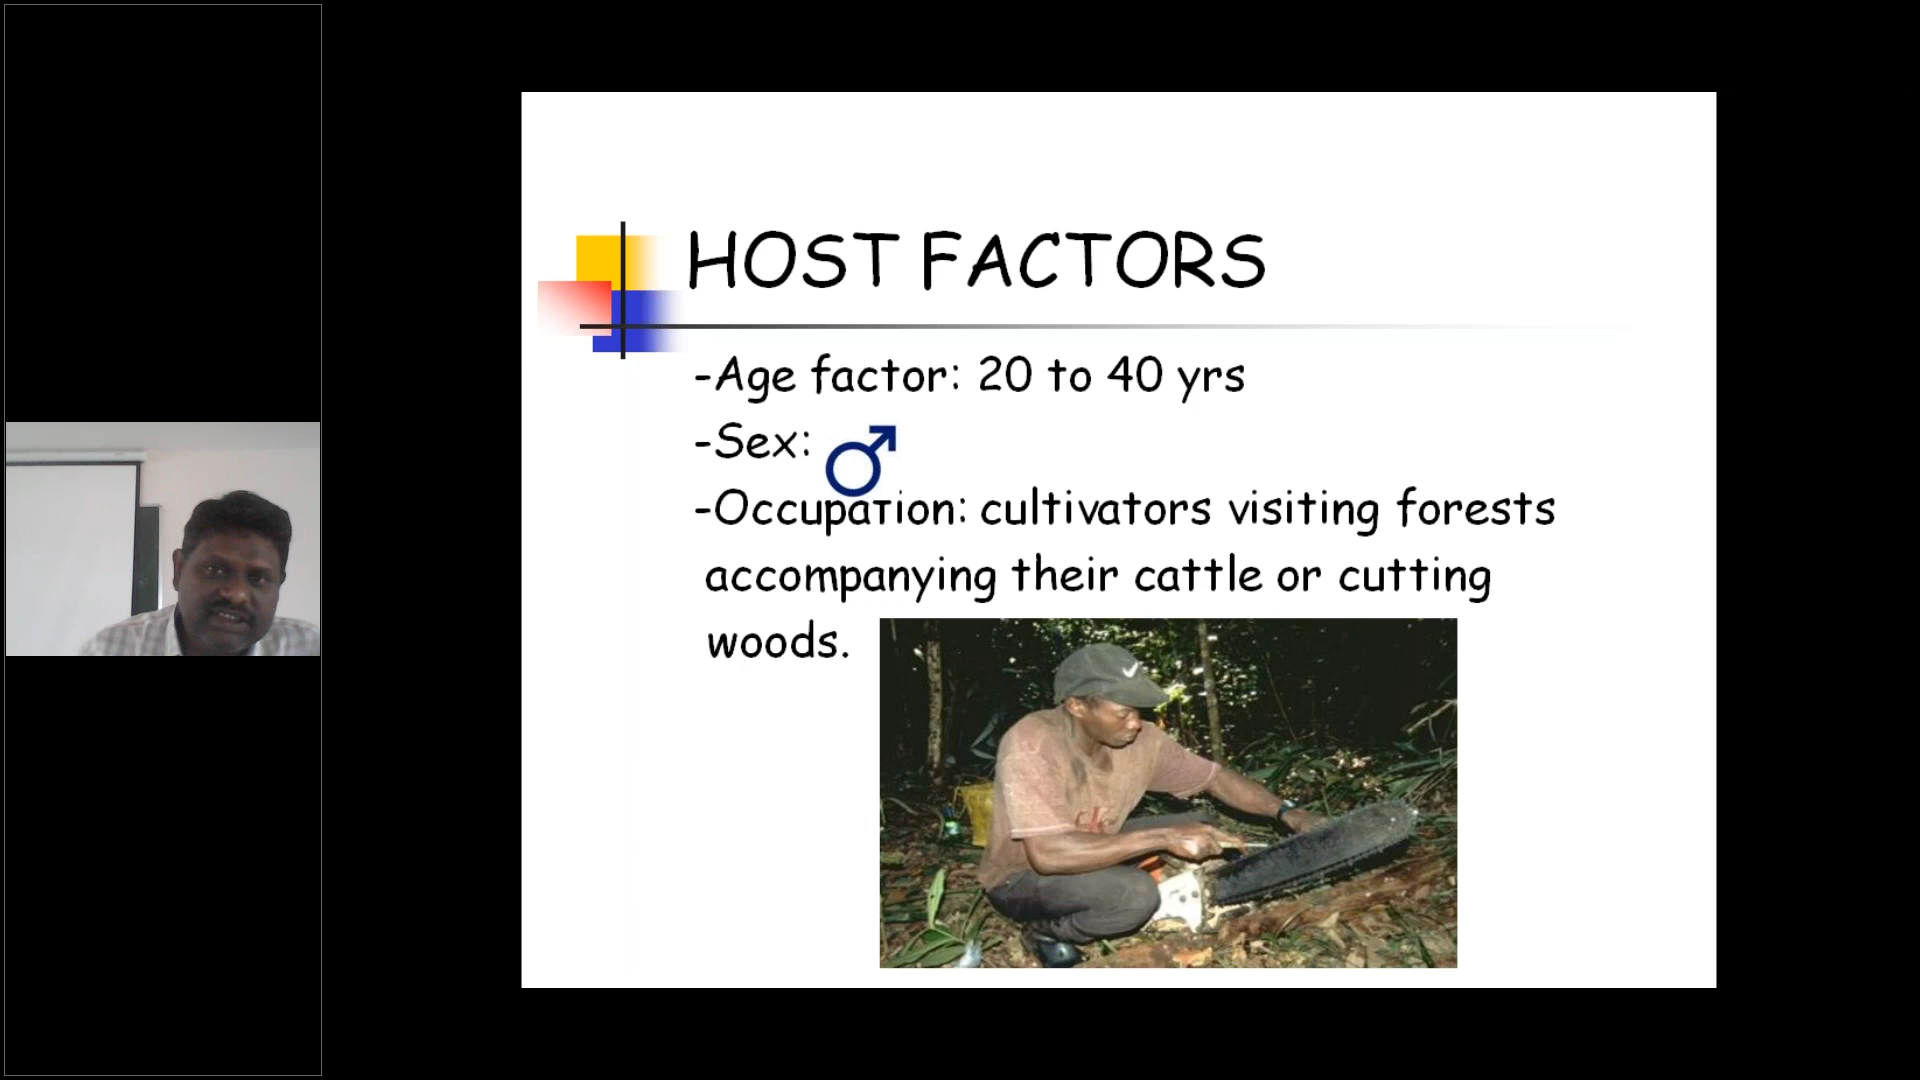 HOST FACTORS
-Age factor: 20 to 40 yrs
-Sex:
-Occupation: cultivators visiting forests
accompanying their cattle or cutting
woods.